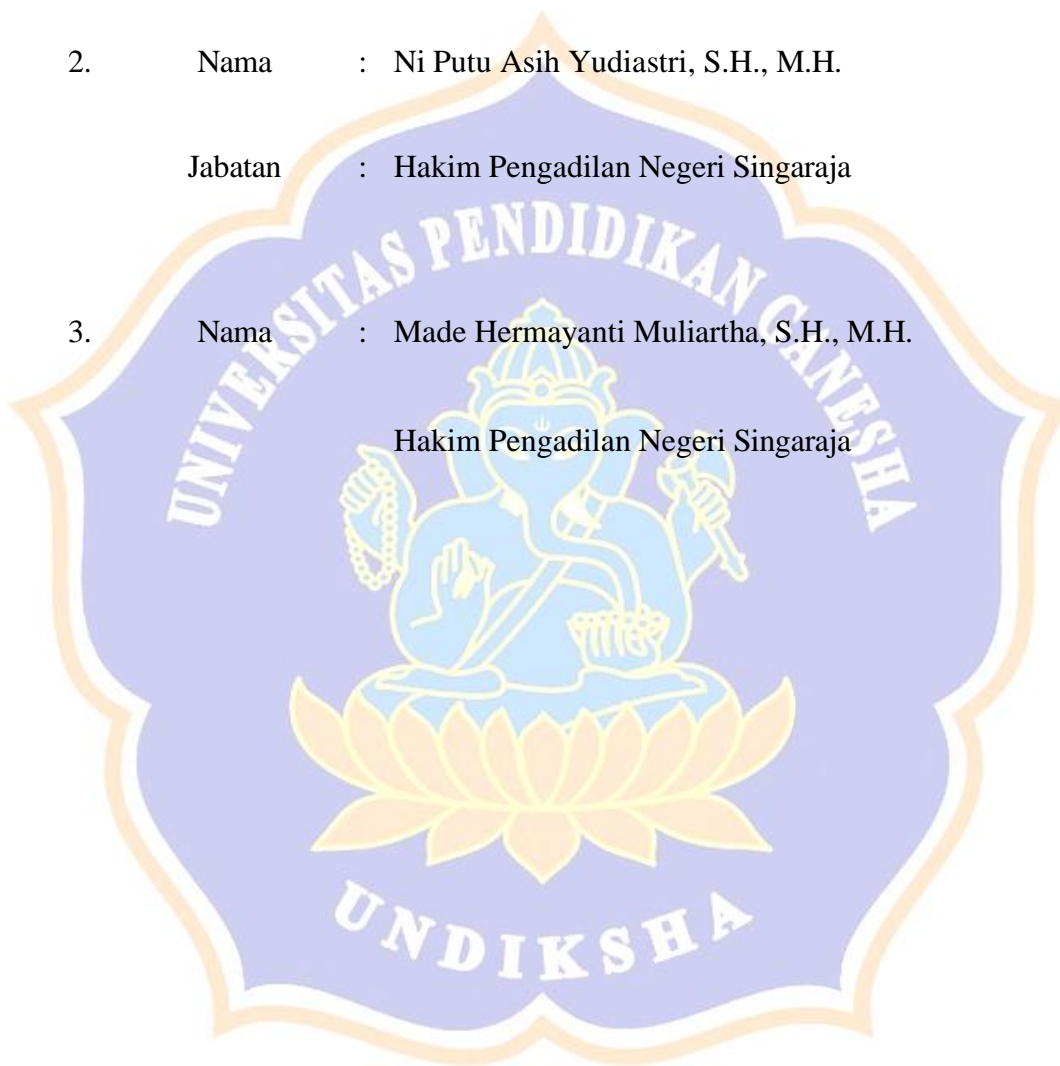 2. Nama : Ni Putu Asih Yudiastri, S.H., M.H.
Jabatan : Hakim Pengadilan Negeri Singaraja
3. Nama : Made Hermayanti Muliartha, S.H., M.H.
Hakim Pengadilan Negeri Singaraja
UNIVERSITAS PENDIDIKAN GANESHA
UNDIKSHA